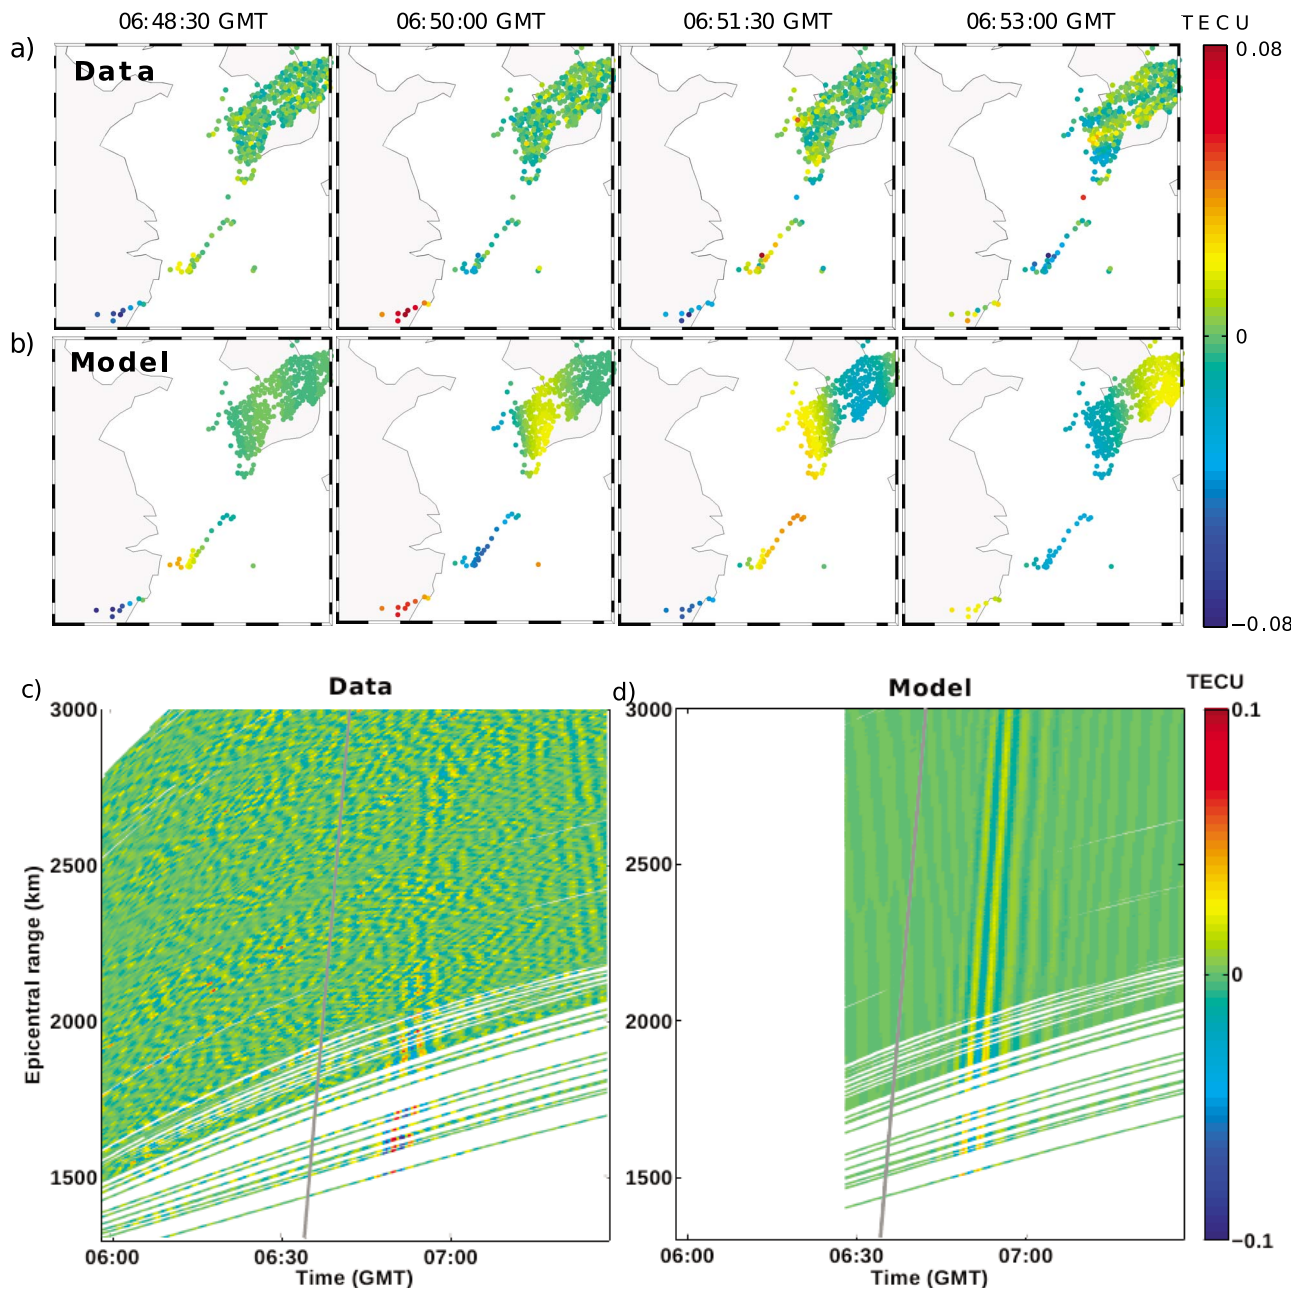 06:48:30 GMT 06:50:00 GMT 06:51:30 GMT 06:53:00 GMT TECU
a)
Data
0.08
0
b)
Model
−0.08
c) Data d) Model TECU
3000 3000 0.1
2500 2500
Epicentral range (km)
2000 2000 0
1500 1500
-0.1
06:00 06:30 07:00 06:00 06:30 07:00
Time (GMT) Time (GMT)